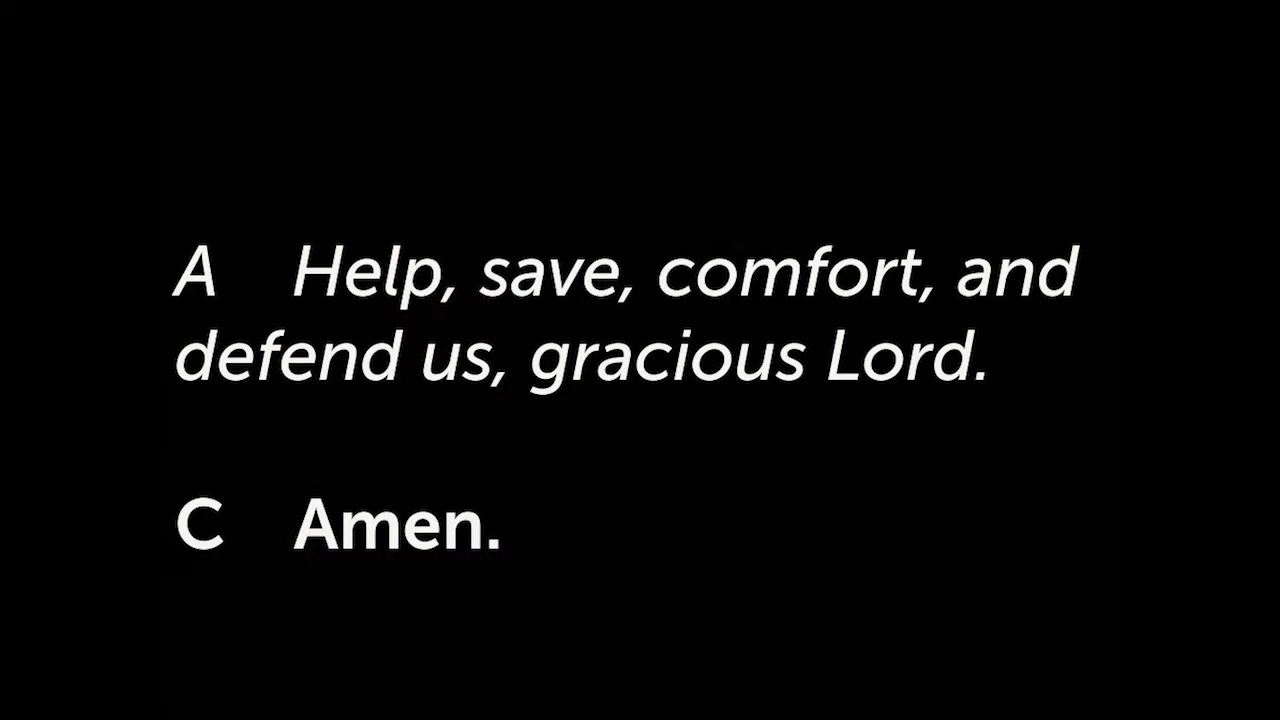 A Help, save, comfort, and
defend us, gracious Lord.
C Amen.